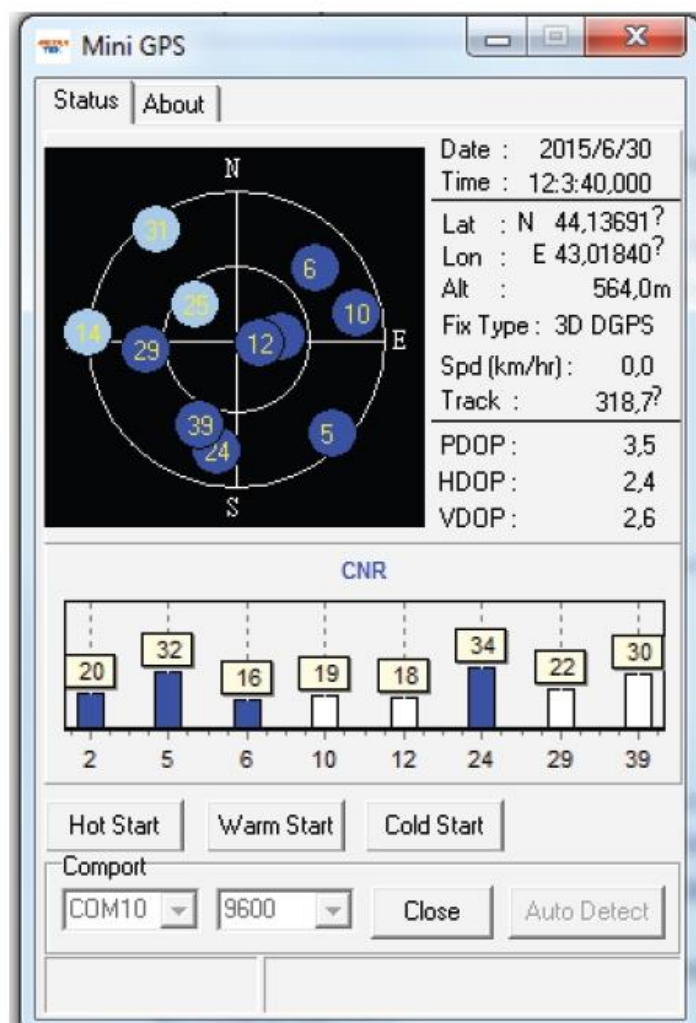 Mini GPS
Status About
N
31
6
25
10
14
29
12
E
39
24
5
S
Date : 2015/6/30
Time : 12:3:40,000
Lat : N 44,13691?
Lon : E 43,01840?
Alt : 564,0m
Fix Type : 3D DGPS
Spd (km/hr) : 0,0
Track : 318,7?
PDOP : 3,5
HDOP : 2,4
VDOP : 2,6
CNR
20 32 16 19 18 34 22 30
2 5 6 10 12 24 29 39
Hot Start Warm Start Cold Start
Comport
COM10 9600 Close Auto Detect